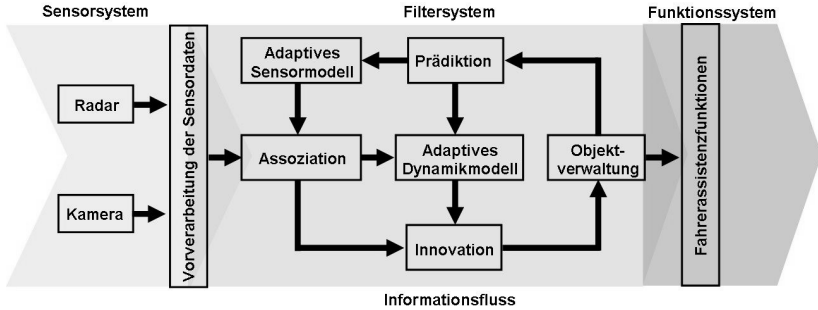 Sensorsystem
Filtersystem
Funktionssystem
Radar
Kamera
Vorverarbeitung der Sensordaten
Adaptives
Sensormodell
Prädiktion
Assoziation
Adaptives
Dynamikmodell
Innovation
Objekt-
verwaltung
Fahrerassistenzfunktionen
Informationsfluss